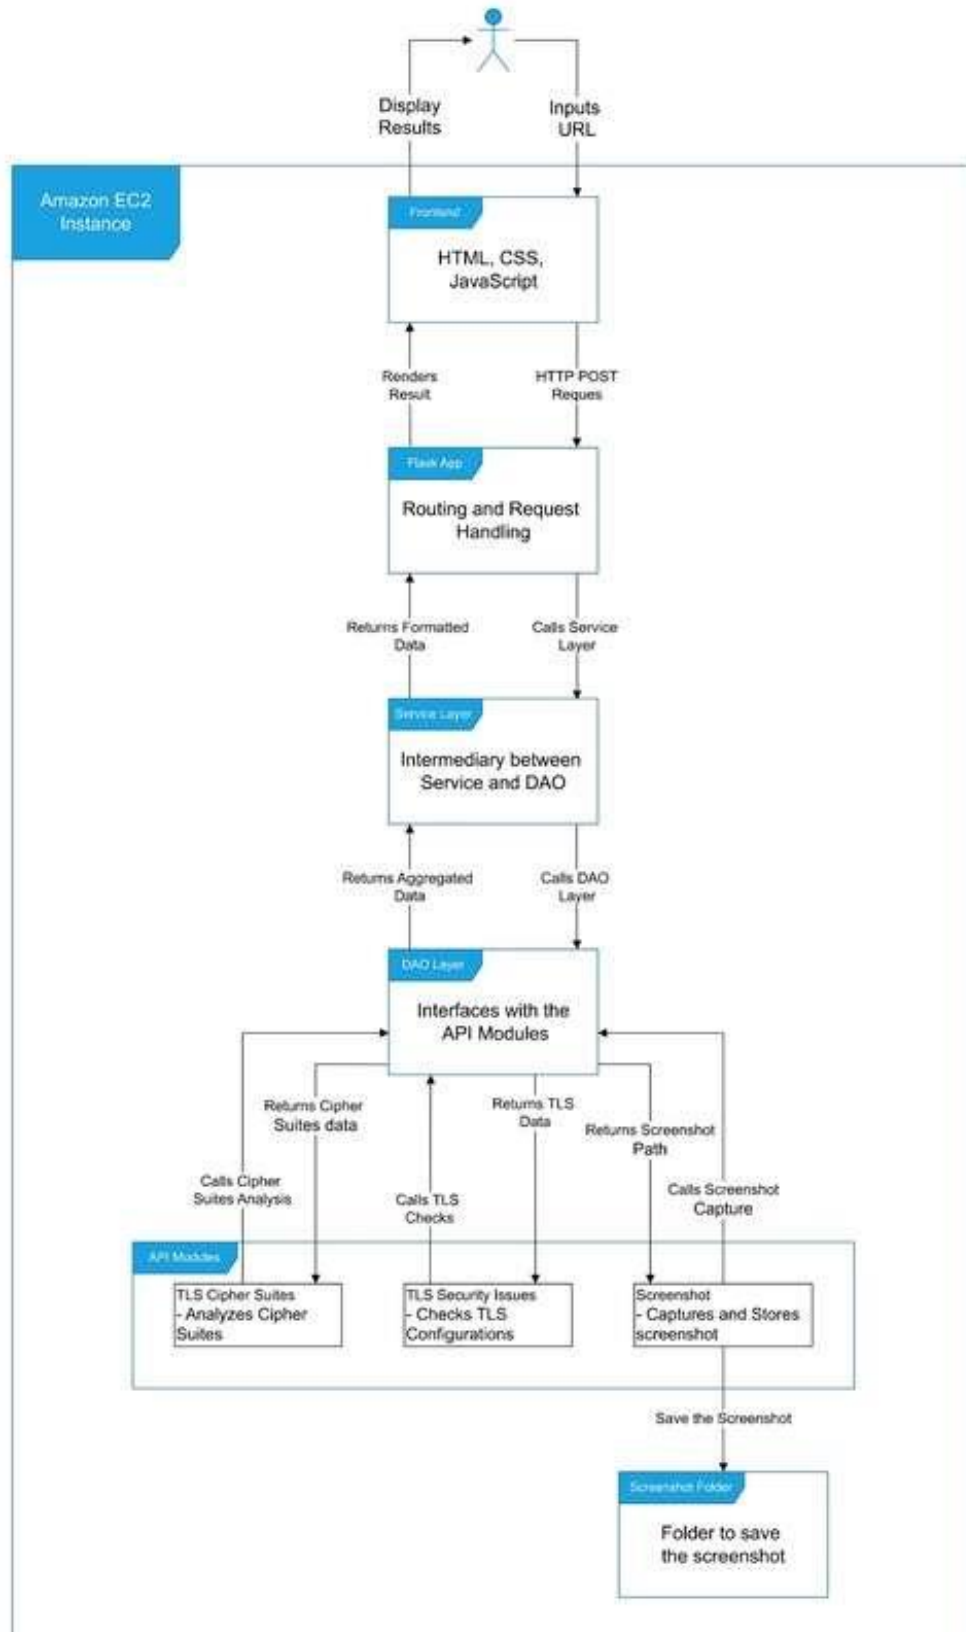 Display
Results
Inputs
URL
Amazon EC2
Instance
Frontend
HTML, CSS,
JavaScript
Renders
Result
HTTP POST
Reques
Flask App
Routing and Request
Handling
Returns Formatted
Data
Calls Service
Layer
Service Layer
Intermediary between
Service and DAO
Returns Aggregated
Data
Calls DAO
Layer
DAO Layer
Interfaces with the
API Modules
Returns Cipher
Suites data
Returns TLS
Data
Returns Screenshot
Path
Calls Cipher
Suites Analysis
Calls TLS
Checks
Calls Screenshot
Capture
API Modules
TLS Cipher Suites
- Analyzes Cipher
Suites
TLS Security Issues
- Checks TLS
Configurations
Screenshot
- Captures and Stores
screenshot
Save the Screenshot
Screenshot Folder
Folder to save
the screenshot